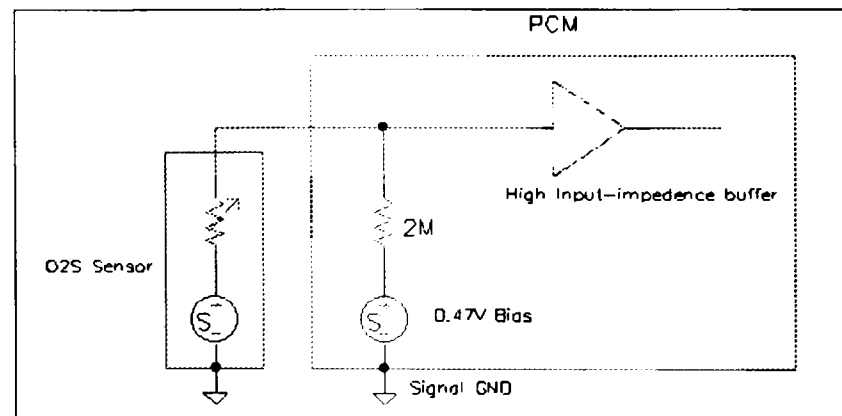 PCM
High Input-impedence buffer
2M
O2S Sensor
S
S
0.47V Bias
Signal GND